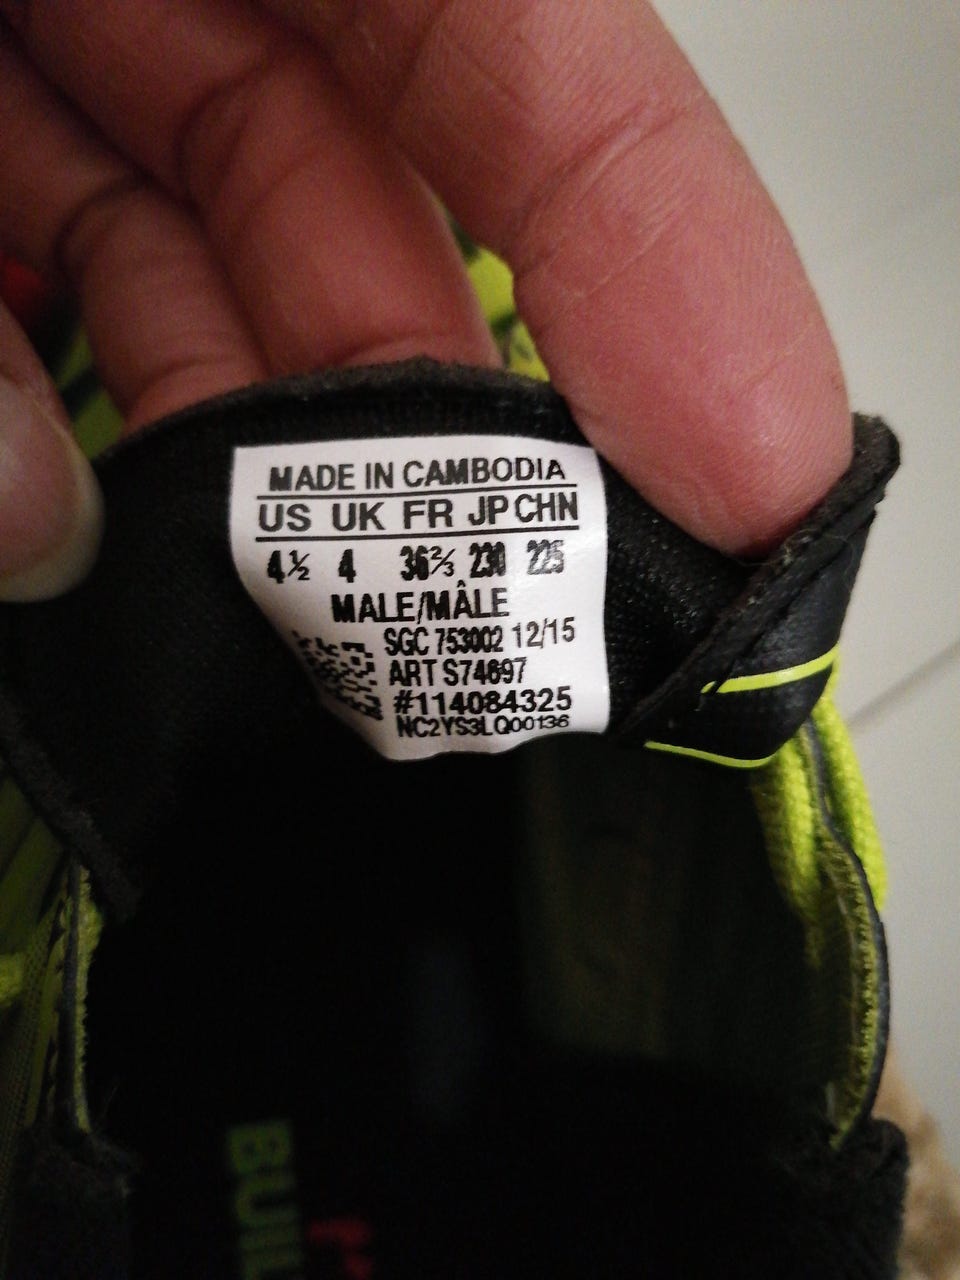 MADE IN CAMBODIA
US UK FR JP CHN
4½ 4 36⅔ 230 225
MALE/MÂLE
SGC 753002 12/15
ART S74697
#114084325
NC2YS3LQ00136
BUIL